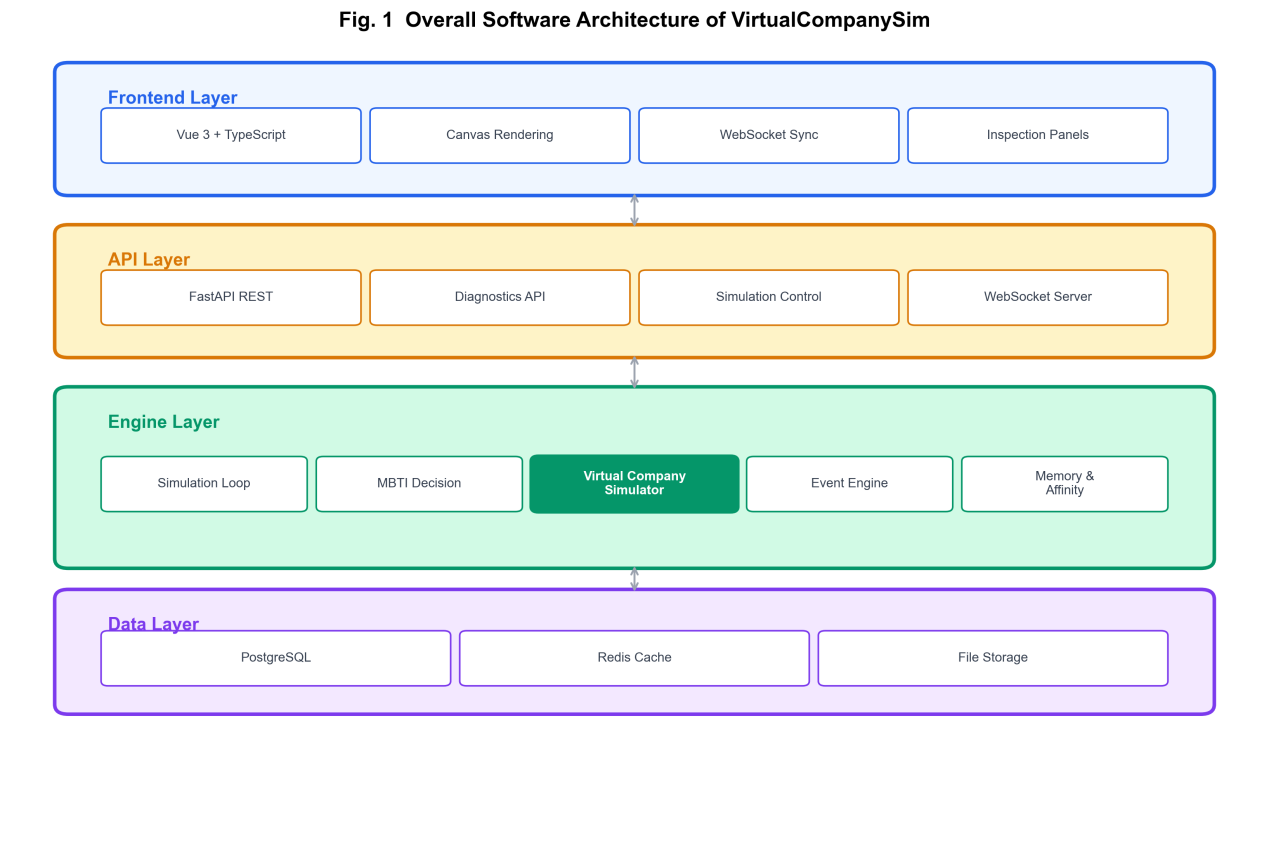 Fig. 1  Overall Software Architecture of VirtualCompanySim
Frontend Layer
Vue 3 + TypeScript
Canvas Rendering
WebSocket Sync
Inspection Panels
API Layer
FastAPI REST
Diagnostics API
Simulation Control
WebSocket Server
Engine Layer
Simulation Loop
MBTI Decision
Virtual Company
Simulator
Event Engine
Memory &
Affinity
Data Layer
PostgreSQL
Redis Cache
File Storage